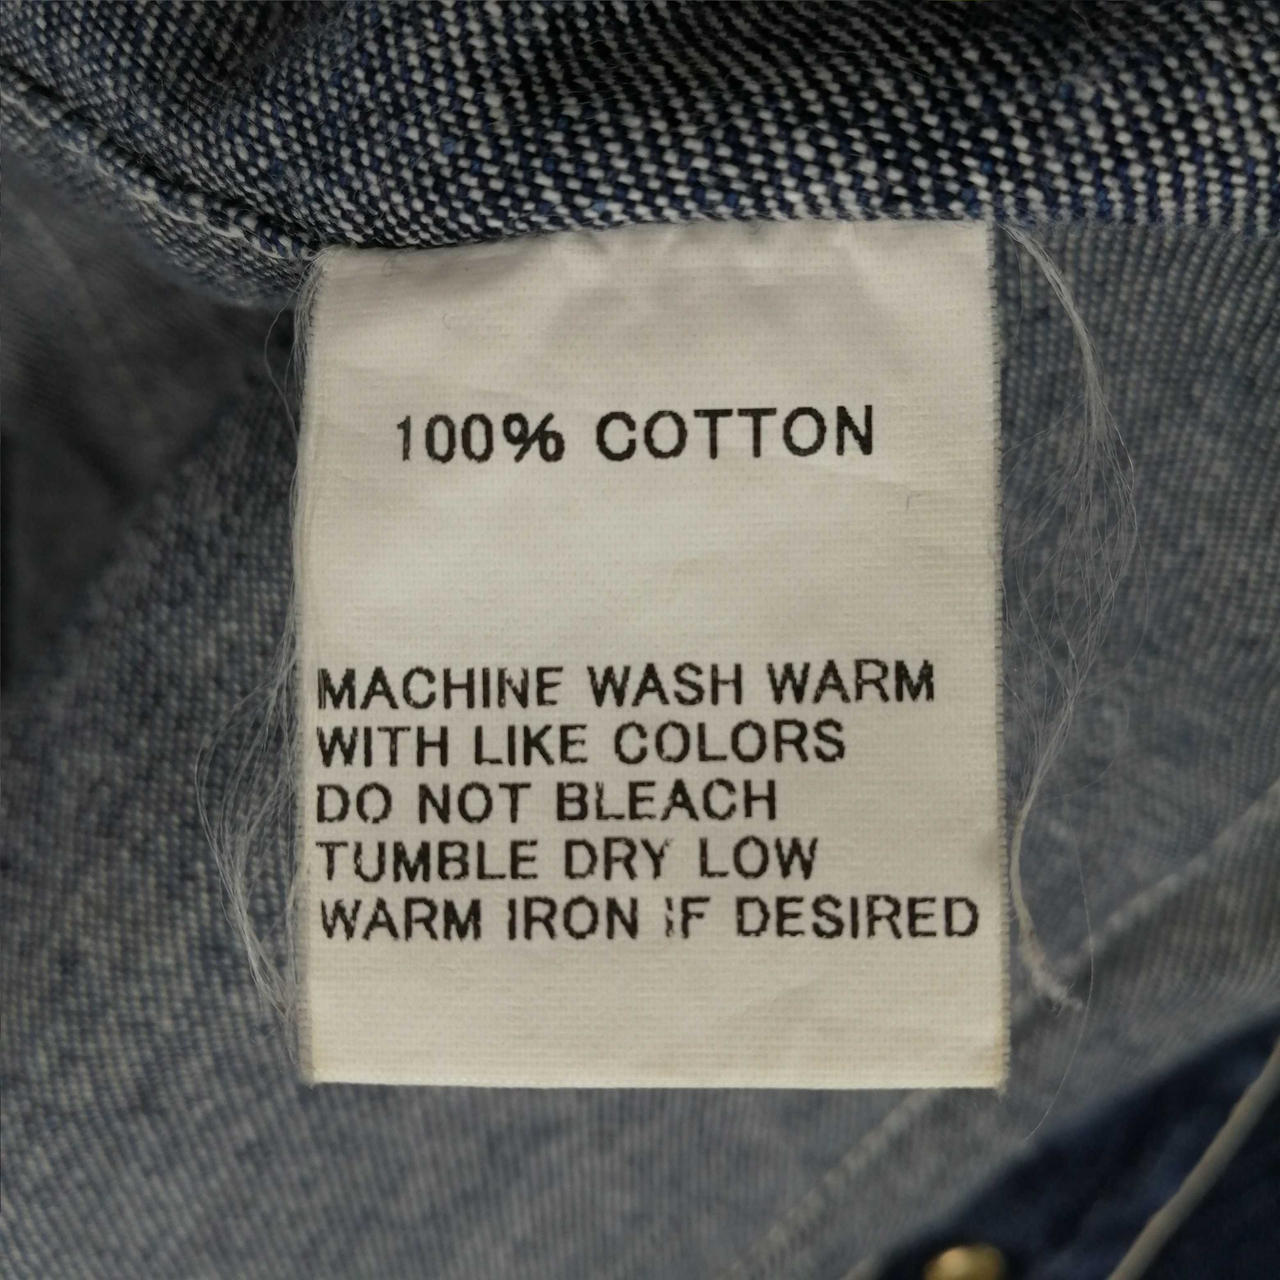 100% COTTON
MACHINE WASH WARM
WITH LIKE COLORS
DO NOT BLEACH
TUMBLE DRY LOW
WARM IRON IF DESIRED